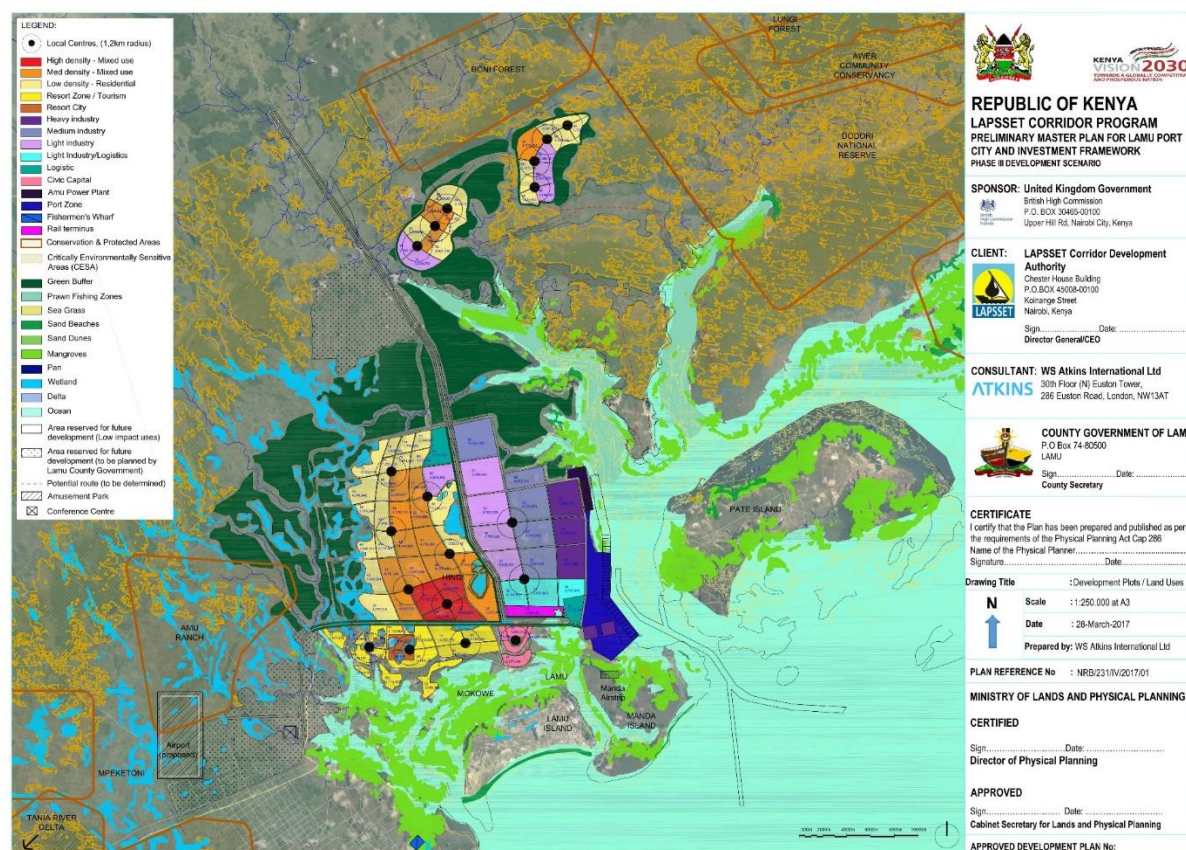 LEGEND:
Local Centres, (1,2km radius)
High density - Mixed use
Med density - Mixed use
Low density - Residential
Resort Zone / Tourism
Resort City
Heavy industry
Medium industry
Light industry
Light Industry/Logistics
Logistic
Civic Capital
Amu Power Plant
Port Zone
Fishermen's Wharf
Rail terminus
Conservation & Protected Areas
Critically Environmentally Sensitive
Areas (CESA)
Green Buffer
Prawn Fishing Zones
Sea Grass
Sand Beaches
Sand Dunes
Mangroves
Pan
Wetland
Delta
Ocean
Area reserved for future
development (Low impact uses)
Area reserved for future
development (to be planned by
Lamu County Government)
Potential route (to be determined)
Amusement Park
Conference Centre
BONI FOREST
LUNGI
FOREST
AWER
COMMUNITY
CONSERVANCY
DODORI
NATIONAL
RESERVE
PATE ISLAND
HINDI
AMU
RANCH
MOKOWE
LAMU
LAMU
ISLAND
Manda
Airstrip
MANDA
ISLAND
Airport
(proposed)
MPEKETONI
TANIA RIVER
DELTA
KENYA
VISION 2030
TOWARDS A GLOBALLY COMPETITIVE
AND PROSPEROUS NATION
REPUBLIC OF KENYA
LAPSSET CORRIDOR PROGRAM
PRELIMINARY MASTER PLAN FOR LAMU PORT
CITY AND INVESTMENT FRAMEWORK
PHASE III DEVELOPMENT SCENARIO
SPONSOR: United Kingdom Government
British High Commission
P.O. BOX 30465-00100
Upper Hill Rd, Nairobi City, Kenya
British
High Commission
Nairobi
CLIENT: LAPSSET Corridor Development
Authority
Chester House Building
P.O.BOX 45008-00100
Koinange Street
Nairobi, Kenya
LAPSSET
Sign.......................Date: .......................
Director General/CEO
CONSULTANT: WS Atkins International Ltd
ATKINS
30th Floor (N) Euston Tower,
286 Euston Road, London, NW13AT
COUNTY GOVERNMENT OF LAM
P.O Box 74-80500
LAMU
Sign.......................Date: .......................
County Secretary
CERTIFICATE
I certify that the Plan has been prepared and published as per
the requirements of the Physical Planning Act Cap 286
Name of the Physical Planner.......................
Signature.......................Date.......................
Drawing Title :Development Plots / Land Uses
N
Scale : 1:250.000 at A3
Date : 28-March-2017
Prepared by: WS Atkins International Ltd
PLAN REFERENCE No : NRB/231/IV/2017/01
MINISTRY OF LANDS AND PHYSICAL PLANNING
CERTIFIED
Sign.......................Date: .......................
Director of Physical Planning
APPROVED
Sign....................... Date: .......................
Cabinet Secretary for Lands and Physical Planning
APPROVED DEVELOPMENT PLAN No: